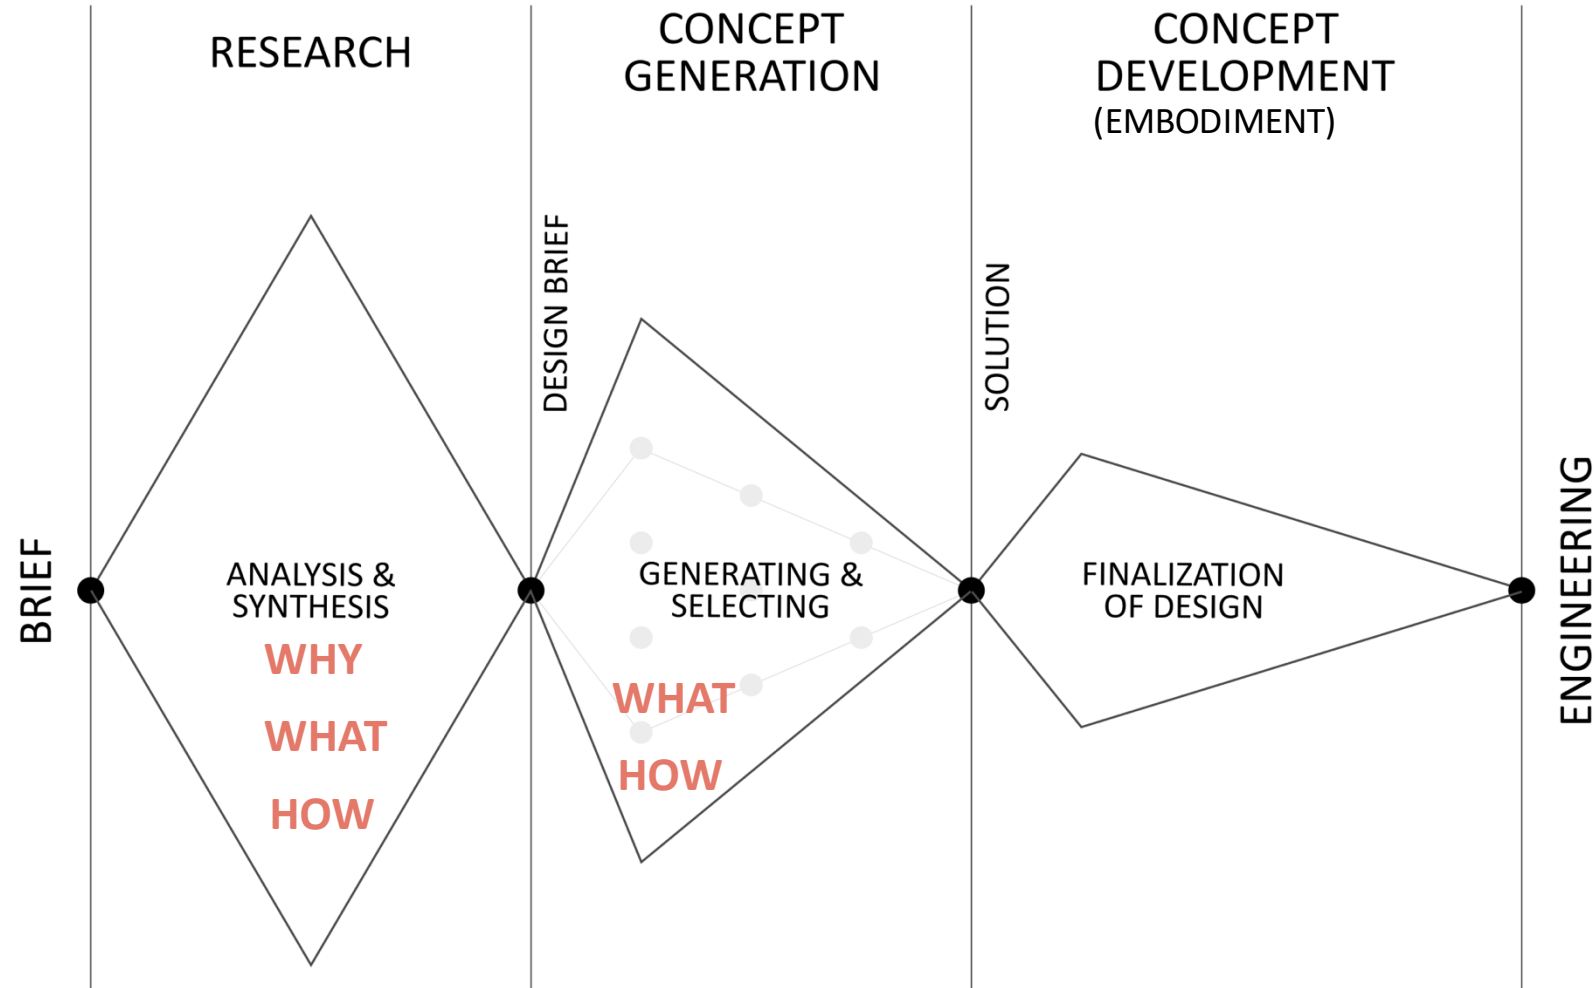 RESEARCH
CONCEPT
GENERATION
CONCEPT
DEVELOPMENT
(EMBODIMENT)
BRIEF
DESIGN BRIEF
SOLUTION
ENGINEERING
ANALYSIS &
SYNTHESIS
WHY
WHAT
HOW
GENERATING &
SELECTING
WHAT
HOW
FINALIZATION
OF DESIGN